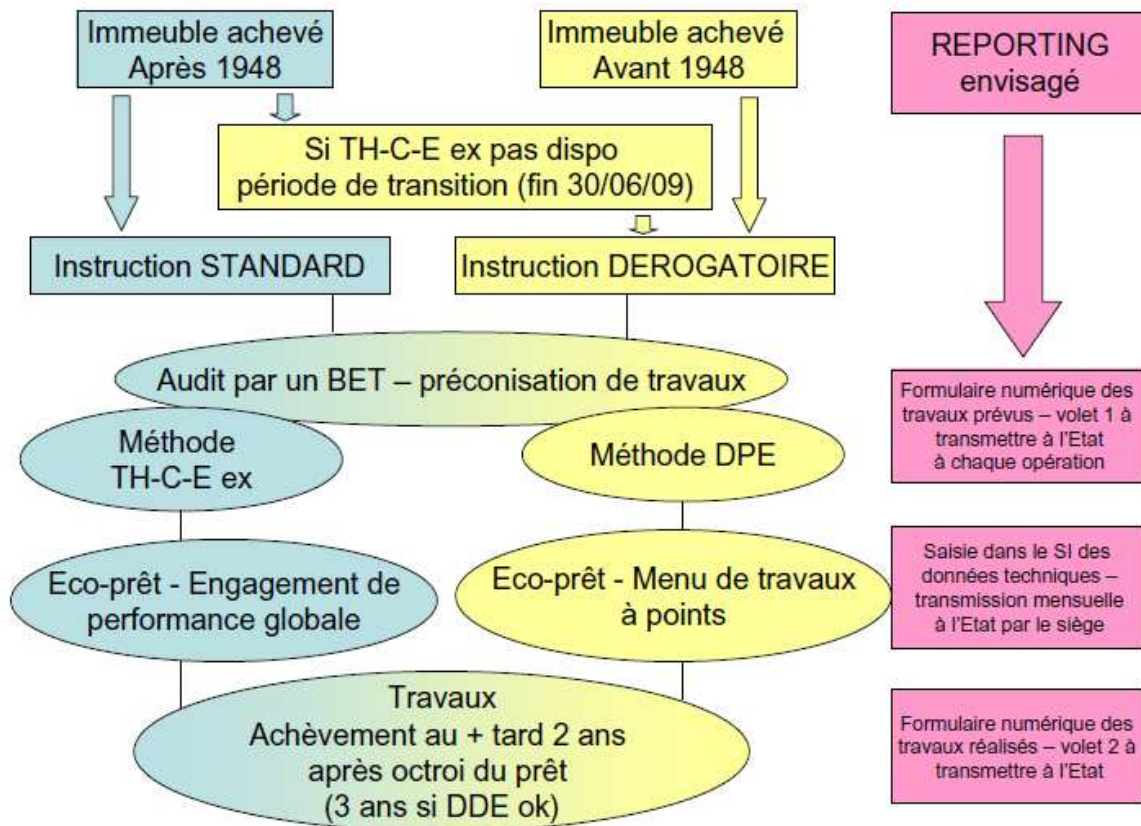 Immeuble achevé
Après 1948
Immeuble achevé
Avant 1948
REPORTING
envisagé
Si TH-C-E ex pas dispo
période de transition (fin 30/06/09)
Instruction STANDARD
Instruction DEROGATOIRE
Audit par un BET – préconisation de travaux
Méthode
TH-C-E ex
Méthode DPE
Formulaire numérique des
travaux prévus – volet 1 à
transmettre à l'Etat
à chaque opération
Eco-prêt - Engagement de
performance globale
Eco-prêt - Menu de travaux
à points
Saisie dans le SI des
données techniques –
transmission mensuelle
à l'Etat par le siège
Travaux
Achèvement au + tard 2 ans
après octroi du prêt
(3 ans si DDE ok)
Formulaire numérique des
travaux réalisés – volet 2 à
transmettre à l'Etat